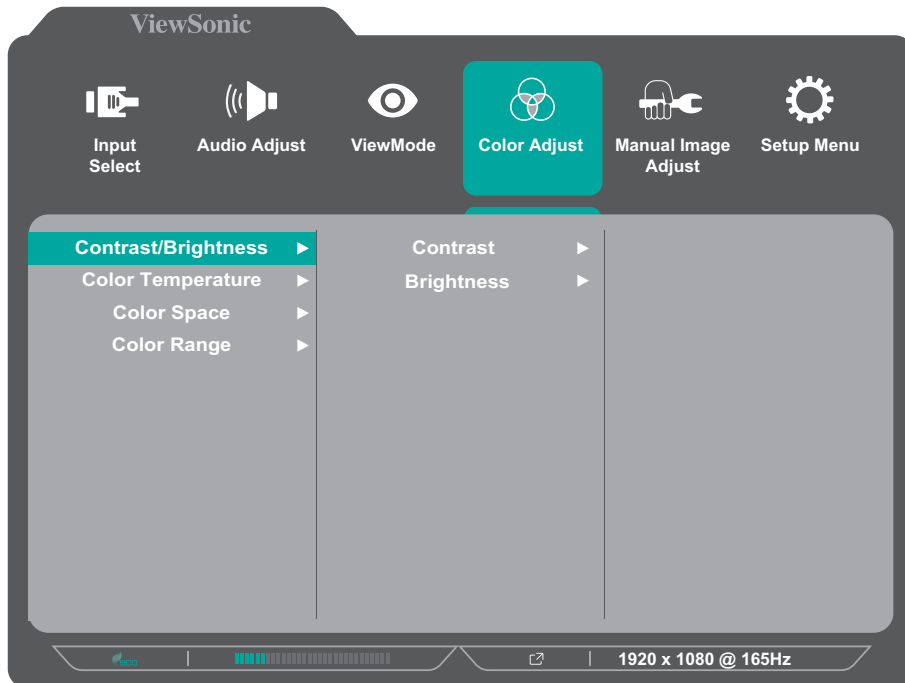 ViewSonic
Input
Select
Audio Adjust
ViewMode
Color Adjust
Manual Image
Adjust
Setup Menu
Contrast/Brightness
Color Temperature
Color Space
Color Range
Contrast
Brightness
eco
1920 x 1080 @ 165Hz